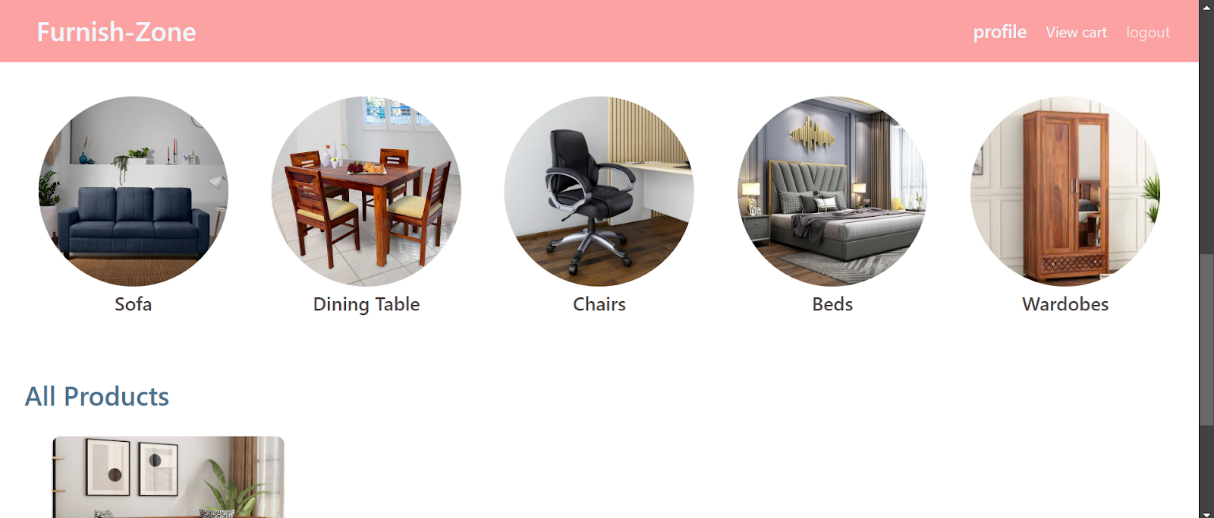 Furnish-Zone
profile View cart logout
Sofa
Dining Table
Chairs
Beds
Wardobes
All Products